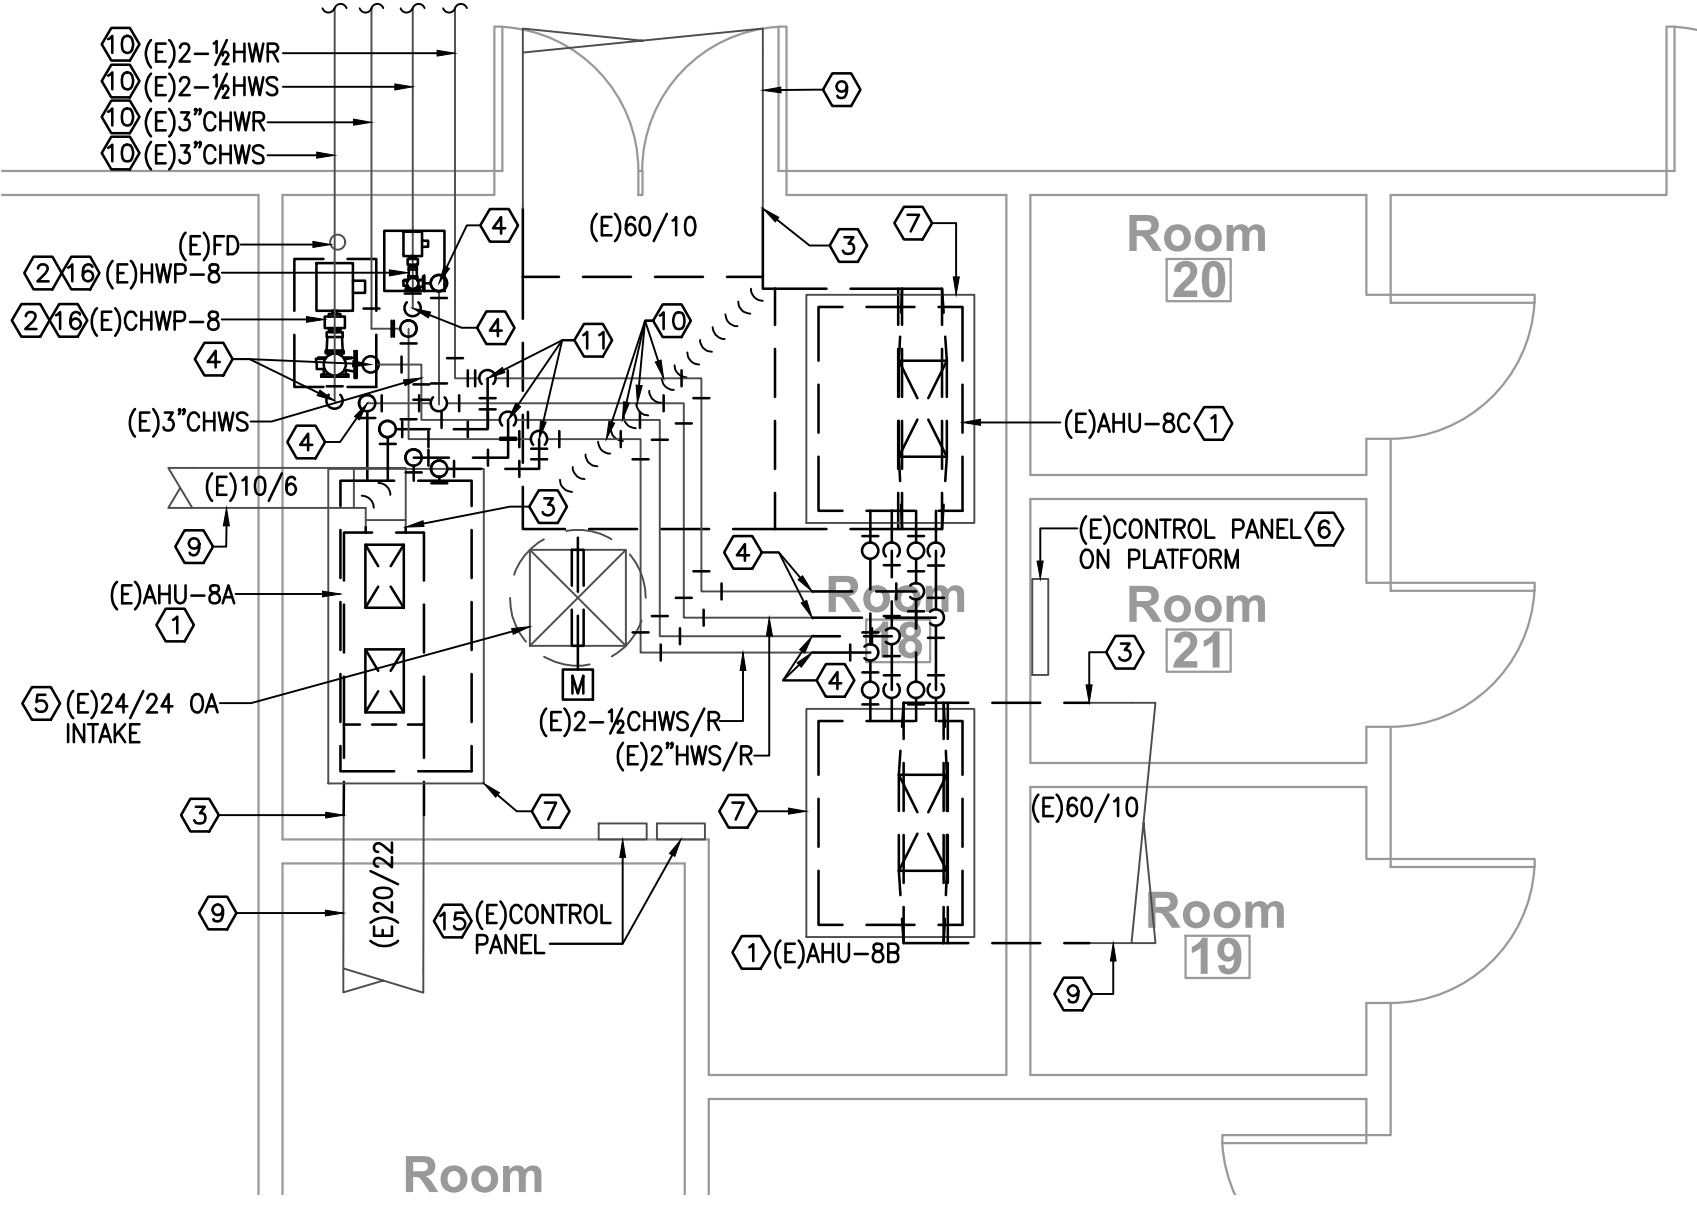 10 (E)2-½HWR
10 (E)2-½HWS
10 (E)3"CHWR
10 (E)3"CHWS
9
(E)60/10
3
7
Room
20
4
(E)FD
2 16 (E)HWP-8
2 16 (E)CHWP-8
4
11
10
4
(E)3"CHWS
4
(E)AHU-8C 1
(E)10/6
3
9
(E)CONTROL PANEL 6
ON PLATFORM
4
(E)AHU-8A
1
Room
18
Room
21
3
M
4
5 (E)24/24 OA
INTAKE
(E)2-½CHWS/R
(E)2"HWS/R
3
7
7
(E)60/10
(E)20/22
9
15 (E)CONTROL
PANEL
1 (E)AHU-8B
Room
19
9
Room